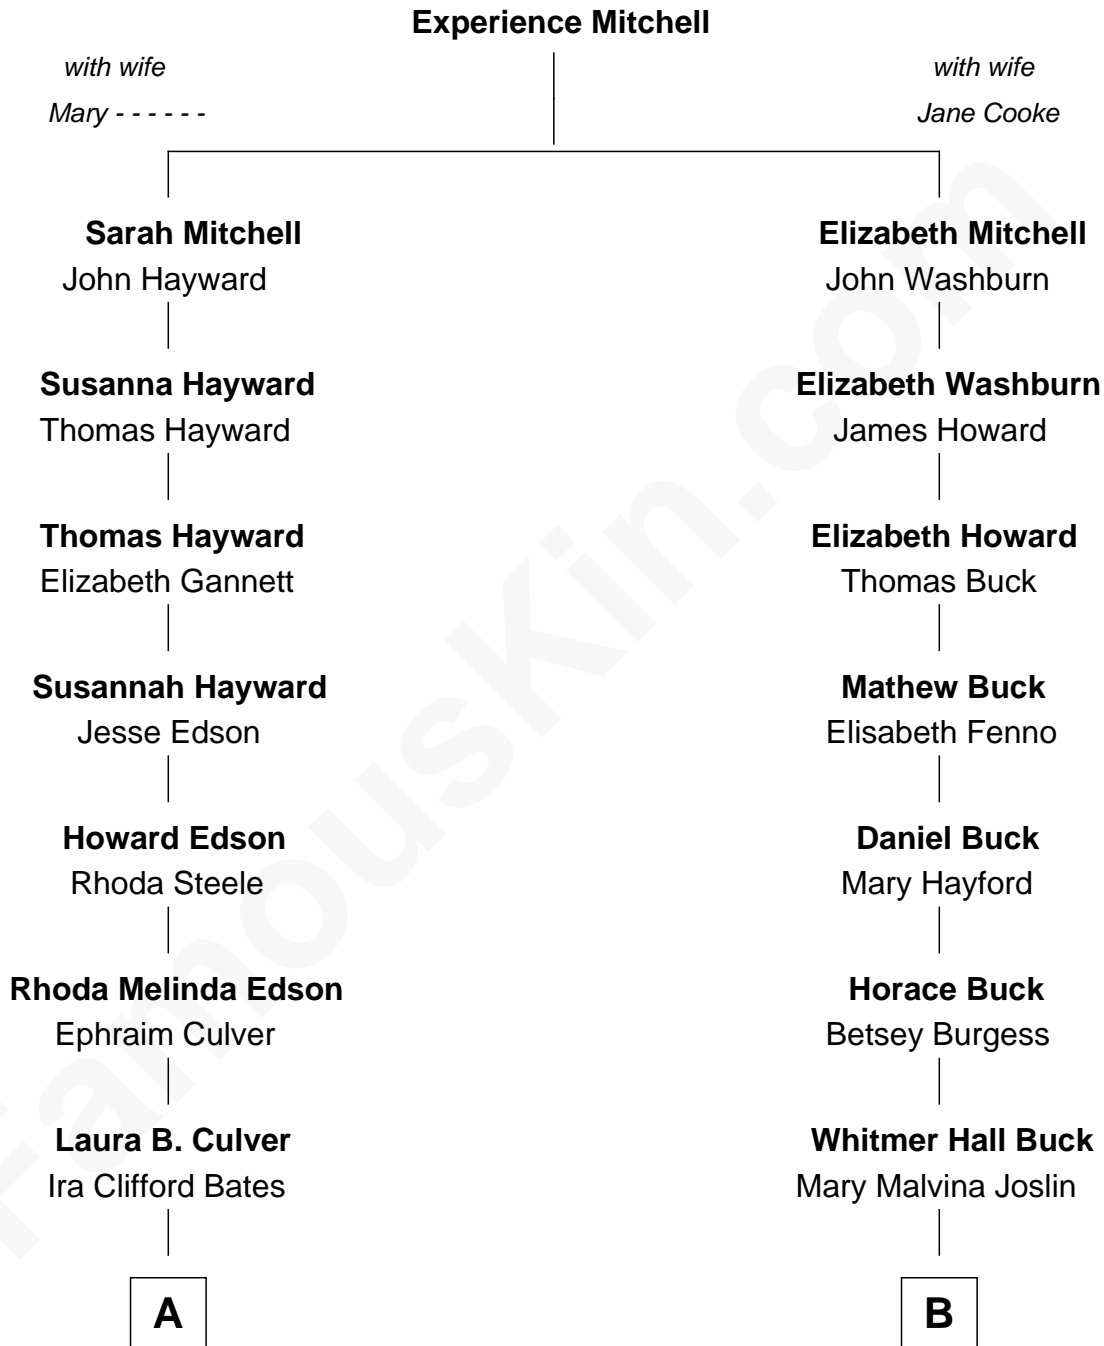 Experience Mitchell
with wife
Mary - - - - - -
with wife
Jane Cooke
Sarah Mitchell
John Hayward
Elizabeth Mitchell
John Washburn
Susanna Hayward
Thomas Hayward
Elizabeth Washburn
James Howard
Thomas Hayward
Elizabeth Gannett
Elizabeth Howard
Thomas Buck
Susannah Hayward
Jesse Edson
Mathew Buck
Elisabeth Fenno
Howard Edson
Rhoda Steele
Daniel Buck
Mary Hayford
Rhoda Melinda Edson
Ephraim Culver
Horace Buck
Betsey Burgess
Laura B. Culver
Ira Clifford Bates
Whitmer Hall Buck
Mary Malvina Joslin
A
B
FamousKin.com